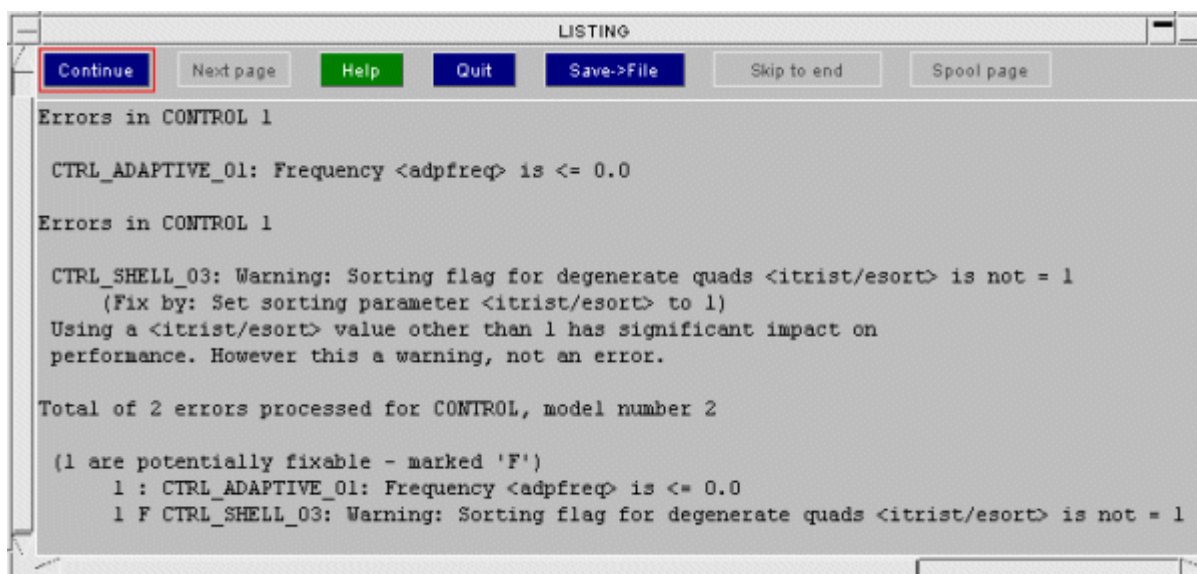 LISTING
Continue Next page Help Quit Save->File Skip to end Spool page
Errors in CONTROL 1
CTRL_ADAPTIVE_01: Frequency <adpfreq> is <= 0.0
Errors in CONTROL 1
CTRL_SHELL_03: Warning: Sorting flag for degenerate quads <itrist/esort> is not = 1
(Fix by: Set sorting parameter <itrist/esort> to 1)
Using a <itrist/esort> value other than 1 has significant impact on
performance. However this a warning, not an error.
Total of 2 errors processed for CONTROL, model number 2
(1 are potentially fixable - marked 'F')
1 : CTRL_ADAPTIVE_01: Frequency <adpfreq> is <= 0.0
1 F CTRL_SHELL_03: Warning: Sorting flag for degenerate quads <itrist/esort> is not = 1